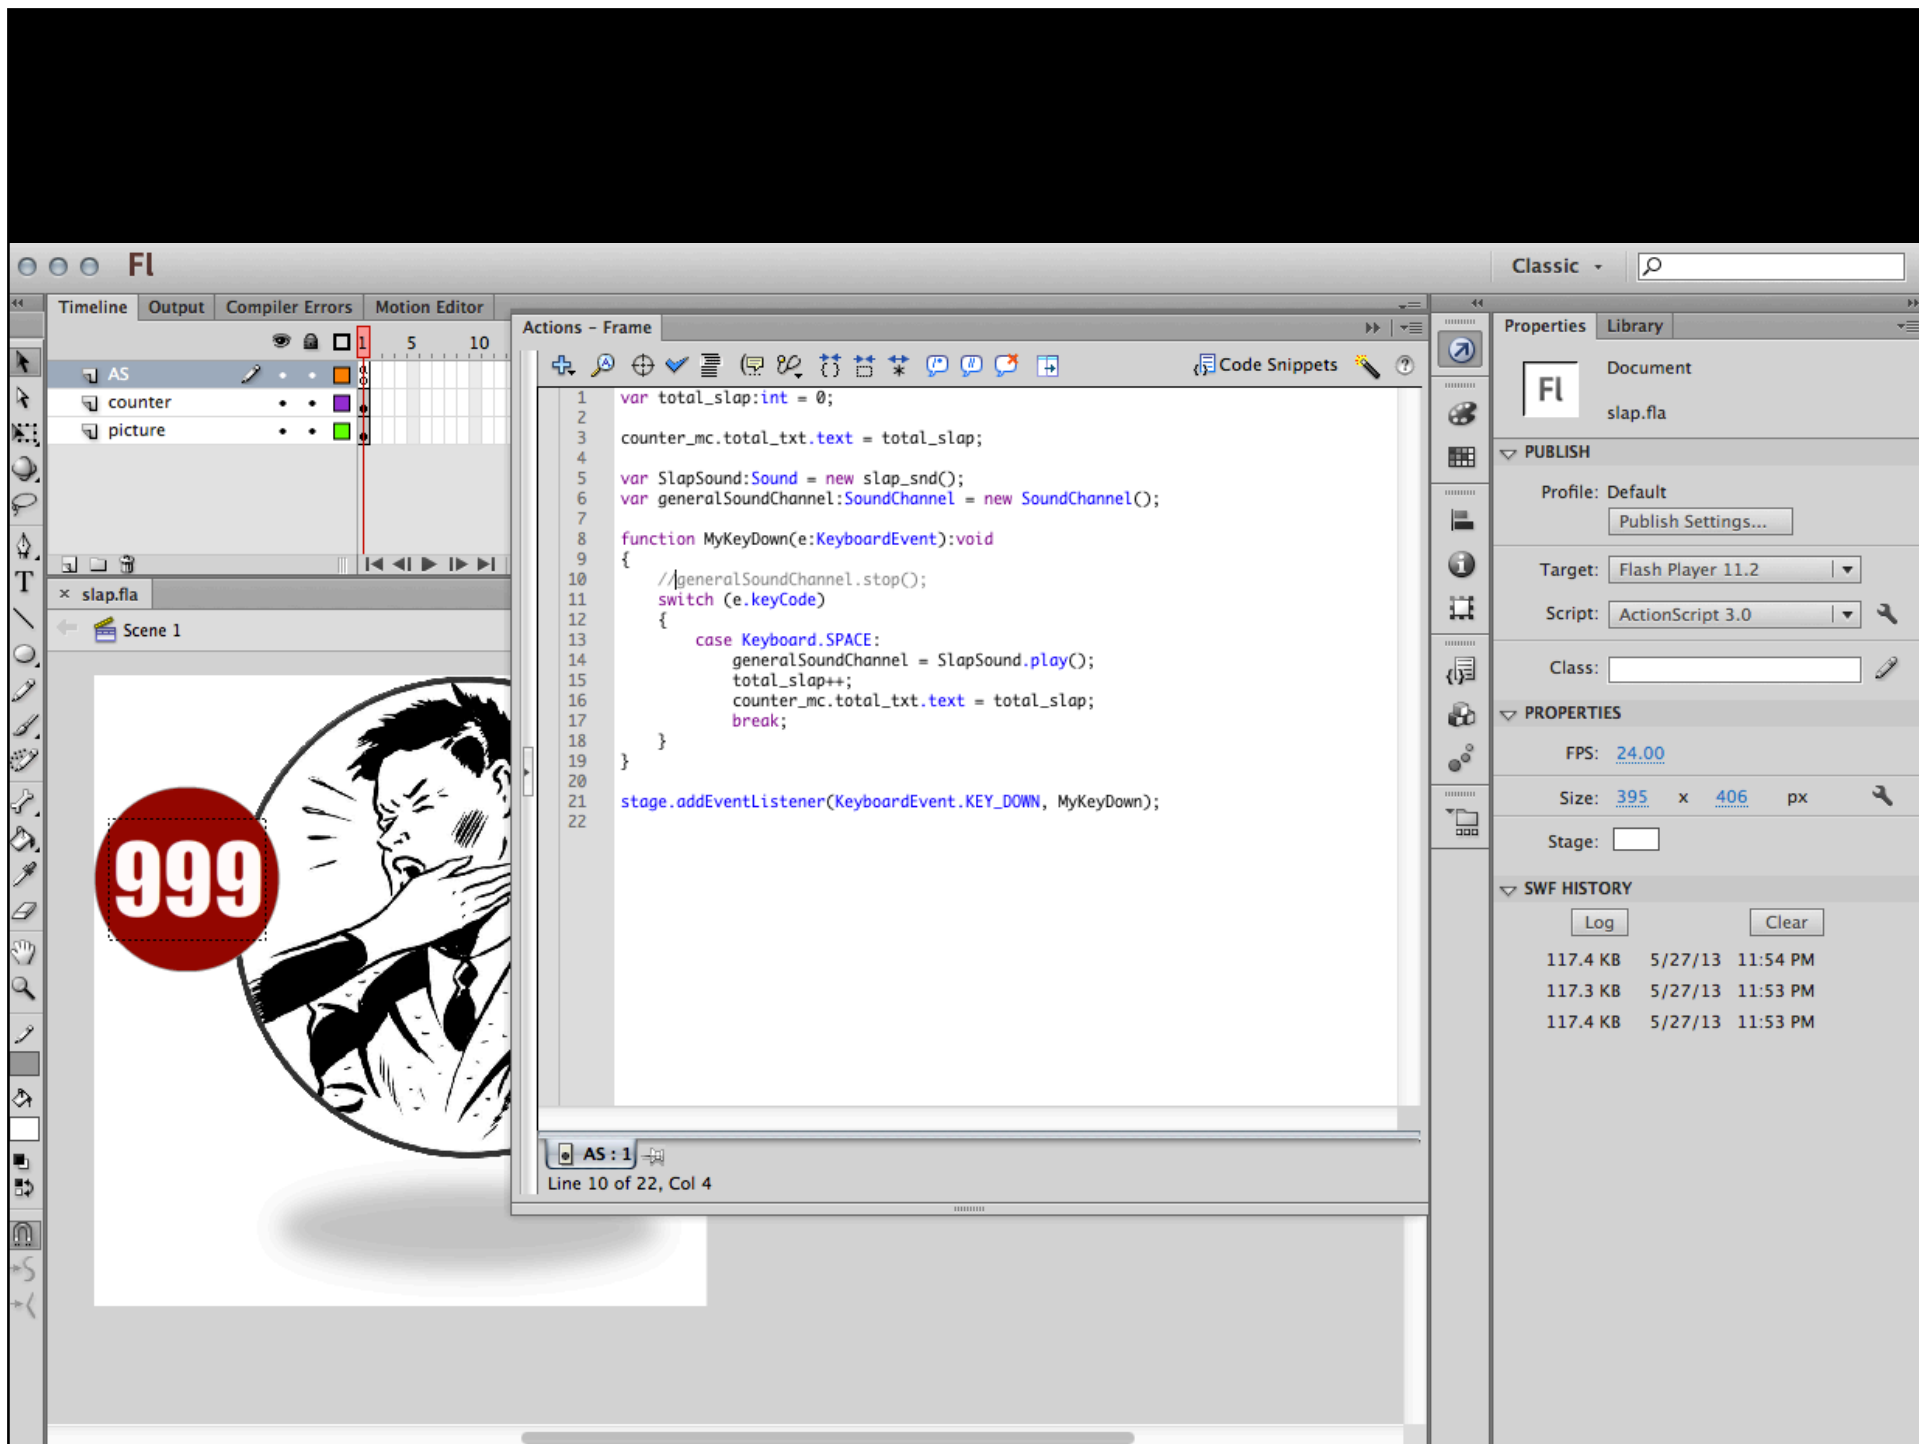 Fl
Classic
Timeline Output Compiler Errors Motion Editor
1 5 10
AS
counter
picture
slap.fla
Scene 1
999
Actions - Frame
Code Snippets
1 var total_slap:int = 0;
2
3 counter_mc.total_txt.text = total_slap;
4
5 var SlapSound:Sound = new slap_snd();
6 var generalSoundChannel:SoundChannel = new SoundChannel();
7
8 function MyKeyDown(e:KeyboardEvent):void
9 {
10 //generalSoundChannel.stop();
11 switch (e.keyCode)
12 {
13 case Keyboard.SPACE:
14 generalSoundChannel = SlapSound.play();
15 total_slap++;
16 counter_mc.total_txt.text = total_slap;
17 break;
18 }
19 }
20
21 stage.addEventListener(KeyboardEvent.KEY_DOWN, MyKeyDown);
22
AS : 1
Line 10 of 22, Col 4
Properties Library
Fl
Document
slap.fla
PUBLISH
Profile: Default
Publish Settings...
Target: Flash Player 11.2
Script: ActionScript 3.0
Class:
PROPERTIES
FPS: 24.00
Size: 395 x 406 px
Stage:
SWF HISTORY
Log Clear
117.4 KB 5/27/13 11:54 PM
117.3 KB 5/27/13 11:53 PM
117.4 KB 5/27/13 11:53 PM